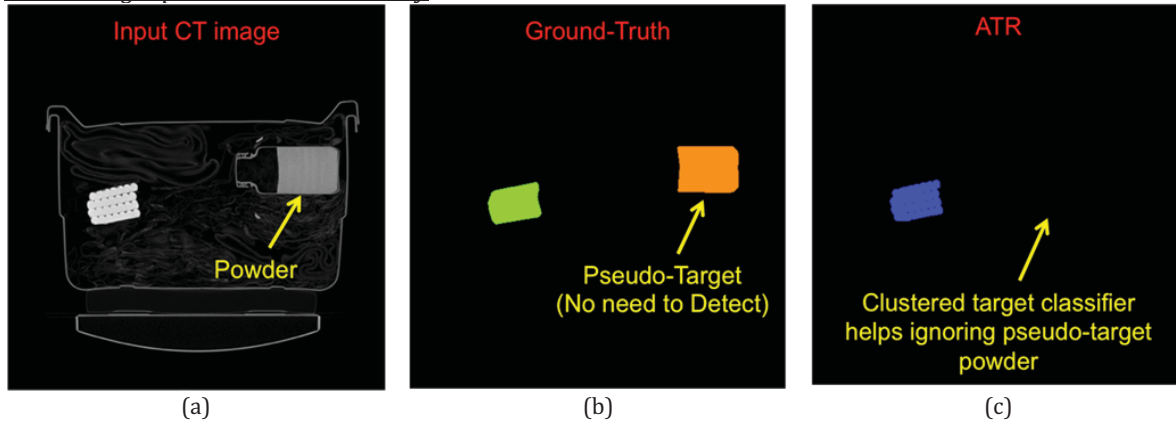 Input CT image
Ground-Truth
ATR
Powder
Pseudo-Target
(No need to Detect)
Clustered target classifier
helps ignoring pseudo-target
powder
(a)
(b)
(c)